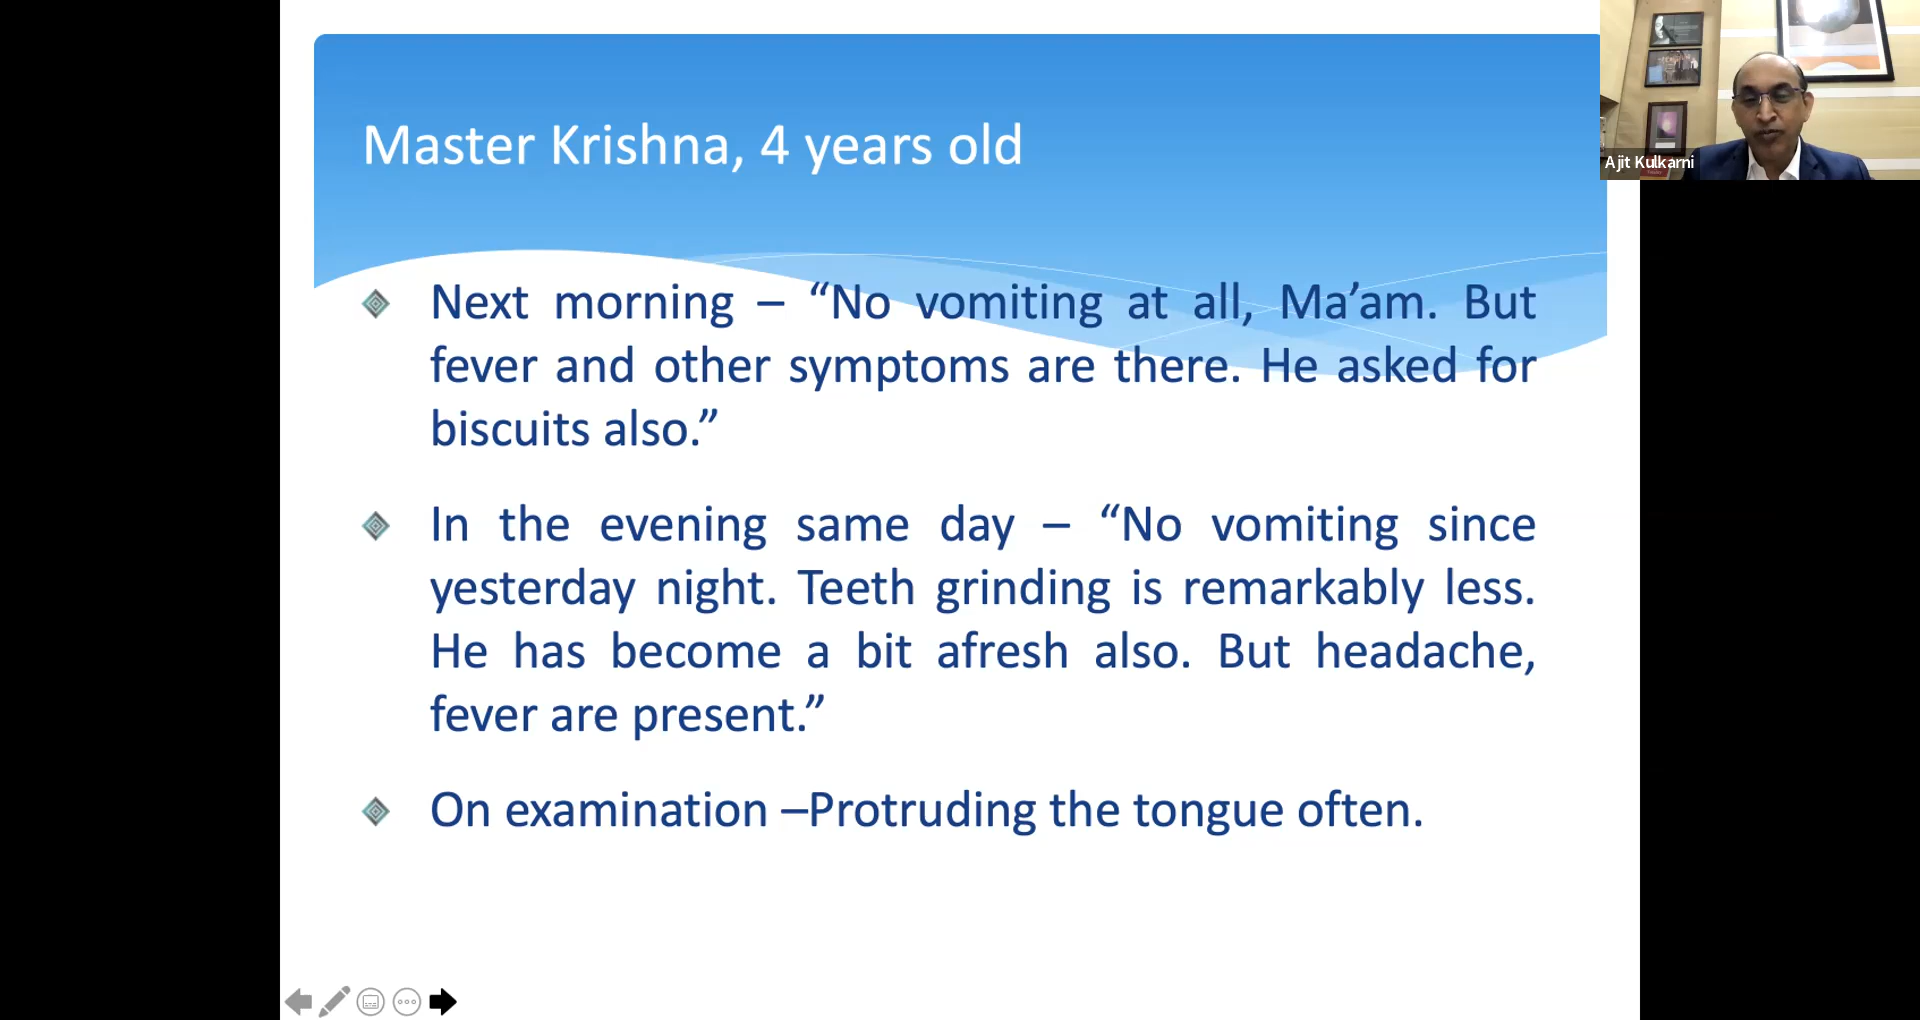 Master Krishna, 4 years old
Next morning – “No vomiting at all, Ma’am. But
fever and other symptoms are there. He asked for
biscuits also.”
In the evening same day – “No vomiting since
yesterday night. Teeth grinding is remarkably less.
He has become a bit afresh also. But headache,
fever are present.”
On examination –Protruding the tongue often.
Ajit Kulkarni